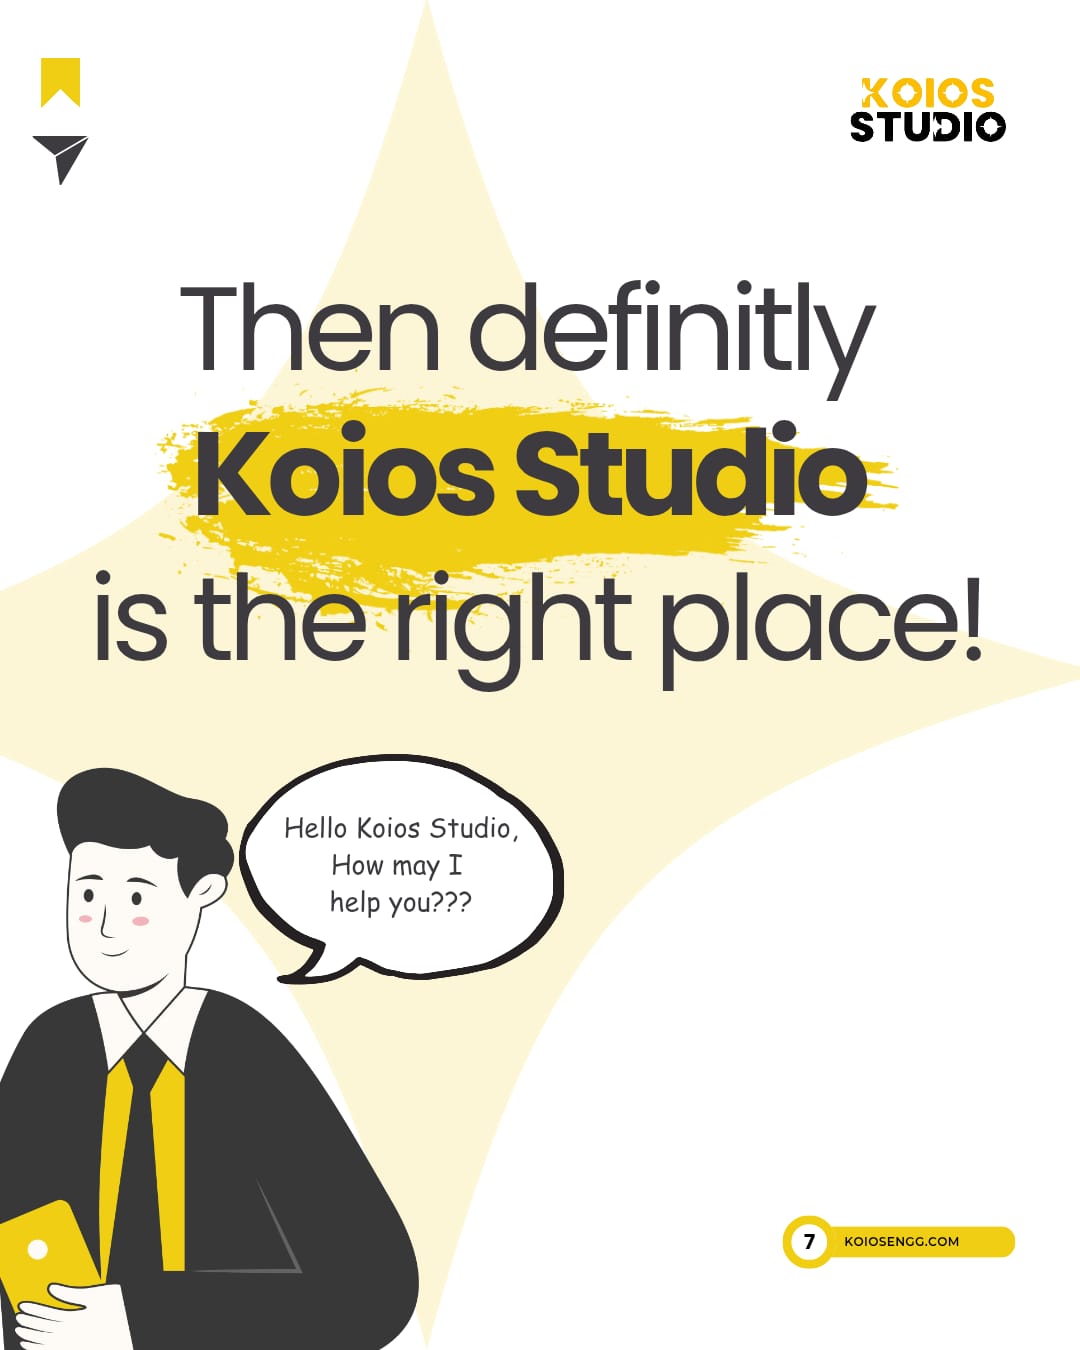 KOIOS
STUDIO
Then definitly
Koios Studio
is the right place!
Hello Koios Studio,
How may I
help you???
7 KOIOSENGG.COM